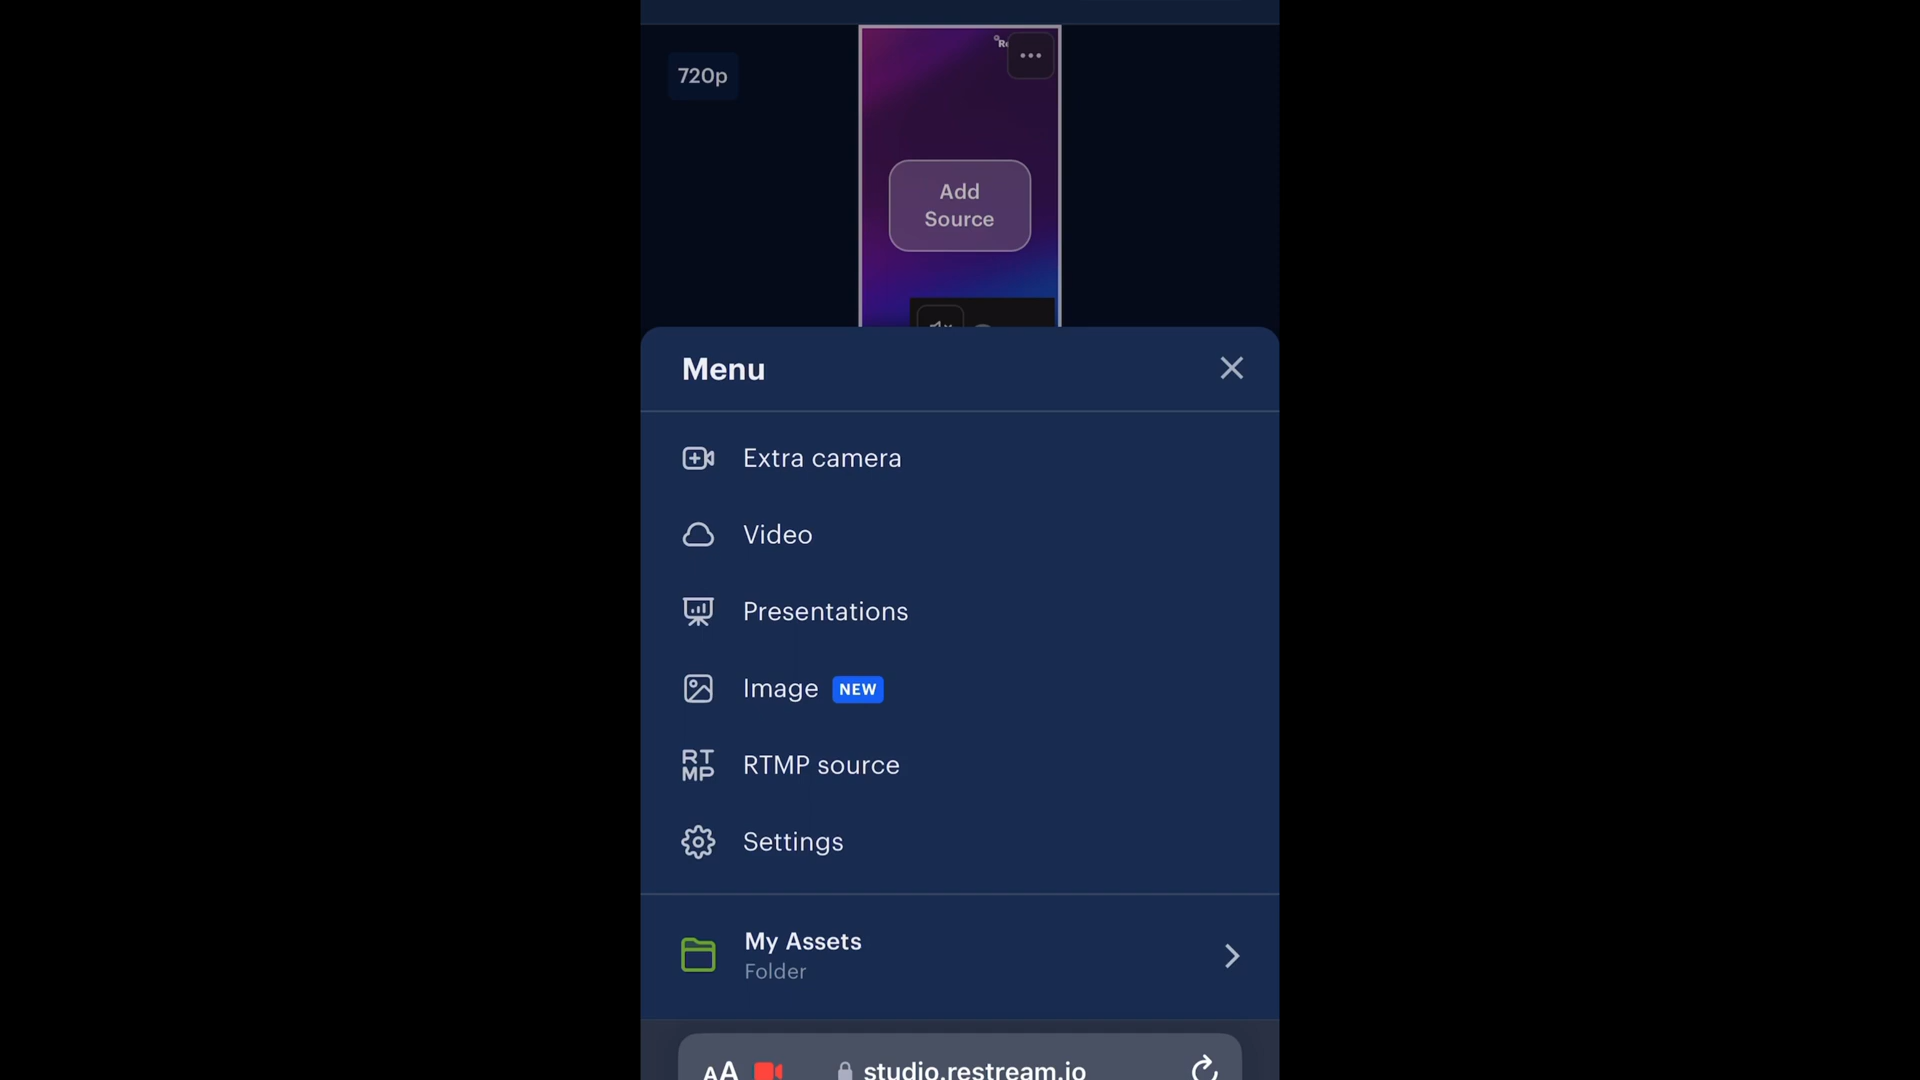 720p
Add
Source
Menu
Extra camera
Video
Presentations
Image NEW
RTMP source
Settings
My Assets
Folder
AA studio.restream.io